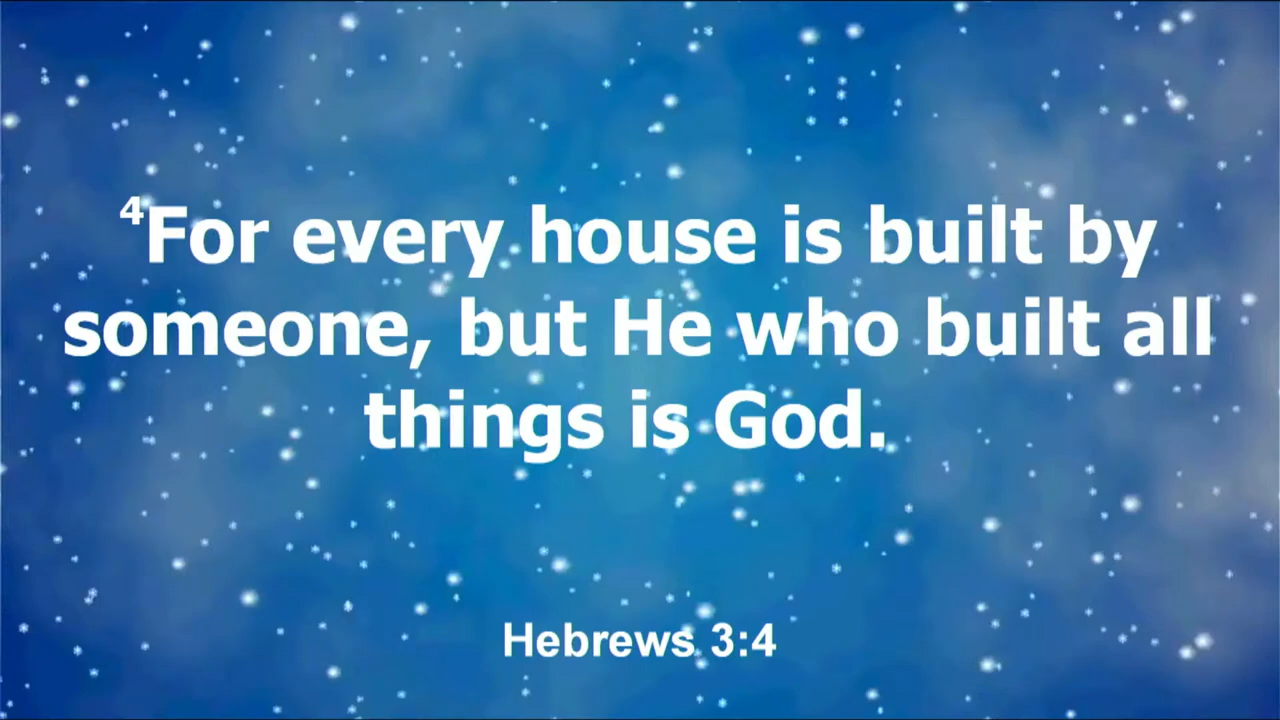 ⁴For every house is built by
someone, but He who built all
things is God.
Hebrews 3:4